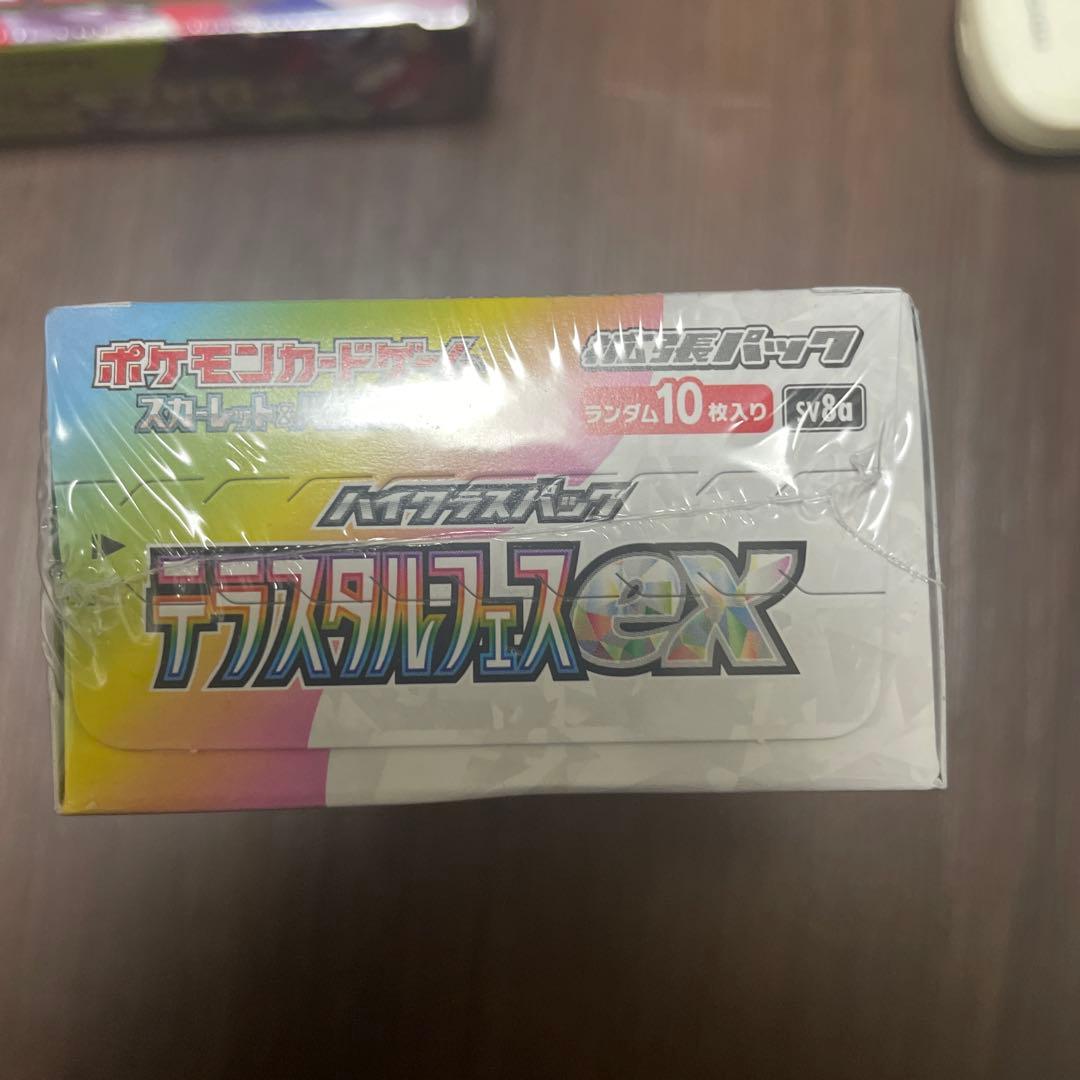 ポケモンカードゲーム
スカーレット&バ
拡張パック
ランダム10枚入り
sv8a
ハイクラスパック
テラスタルフェスex